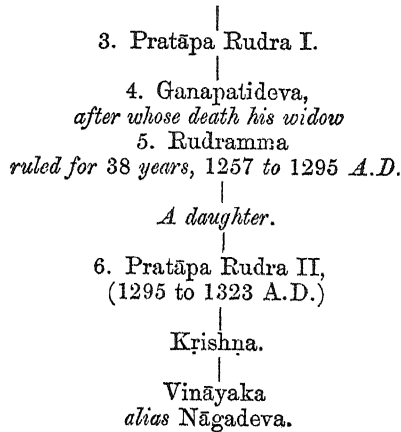 3. Pratāpa Rudra I.
4. Ganapatideva,
after whose death his widow
5. Rudramma
ruled for 38 years, 1257 to 1295 A.D.
A daughter.
6. Pratāpa Rudra II,
(1295 to 1323 A.D.)
Kṛishṇa.
Vināyaka
alias Nāgadeva.